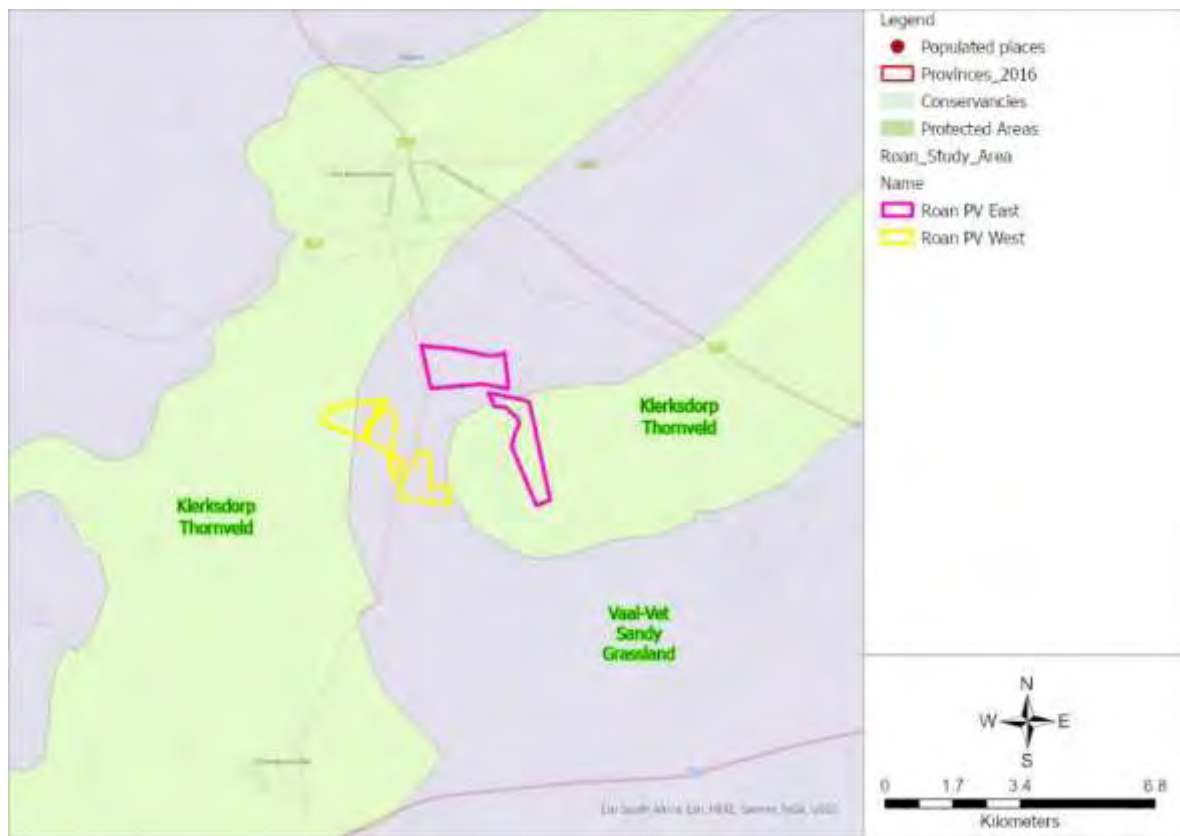 Legend
Populated places
Provinces_2016
Conservancies
Protected Areas
Roan_Study_Area
Name
Roan PV East
Roan PV West
Klerksdorp
Thornveld
Klerksdorp
Thornveld
Vaal-Vet
Sandy
Grassland
N
W E
S
0 1.7 3.4 6.8
Kilometers